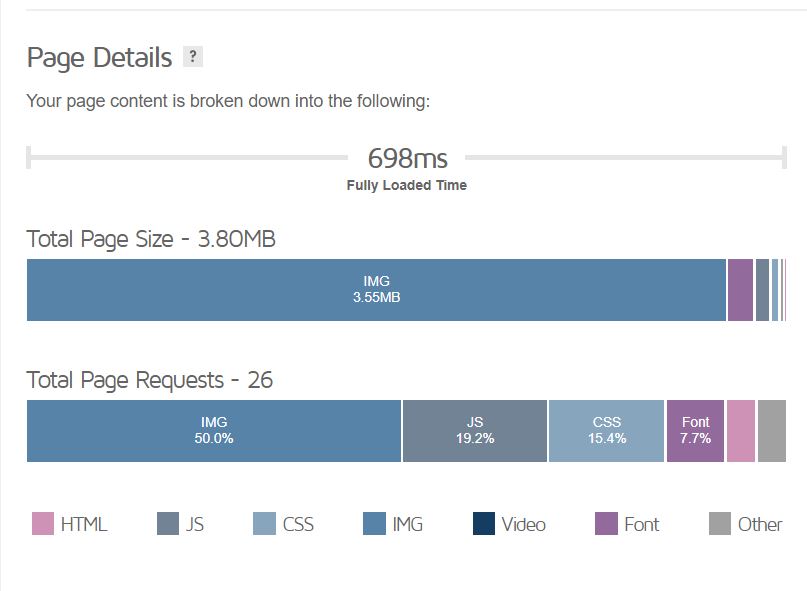 Page Details ?
Your page content is broken down into the following:
698ms
Fully Loaded Time
Total Page Size - 3.80MB
IMG
3.55MB
Total Page Requests - 26
IMG JS CSS Font
50.0% 19.2% 15.4% 7.7%
HTML JS CSS IMG Video Font Other